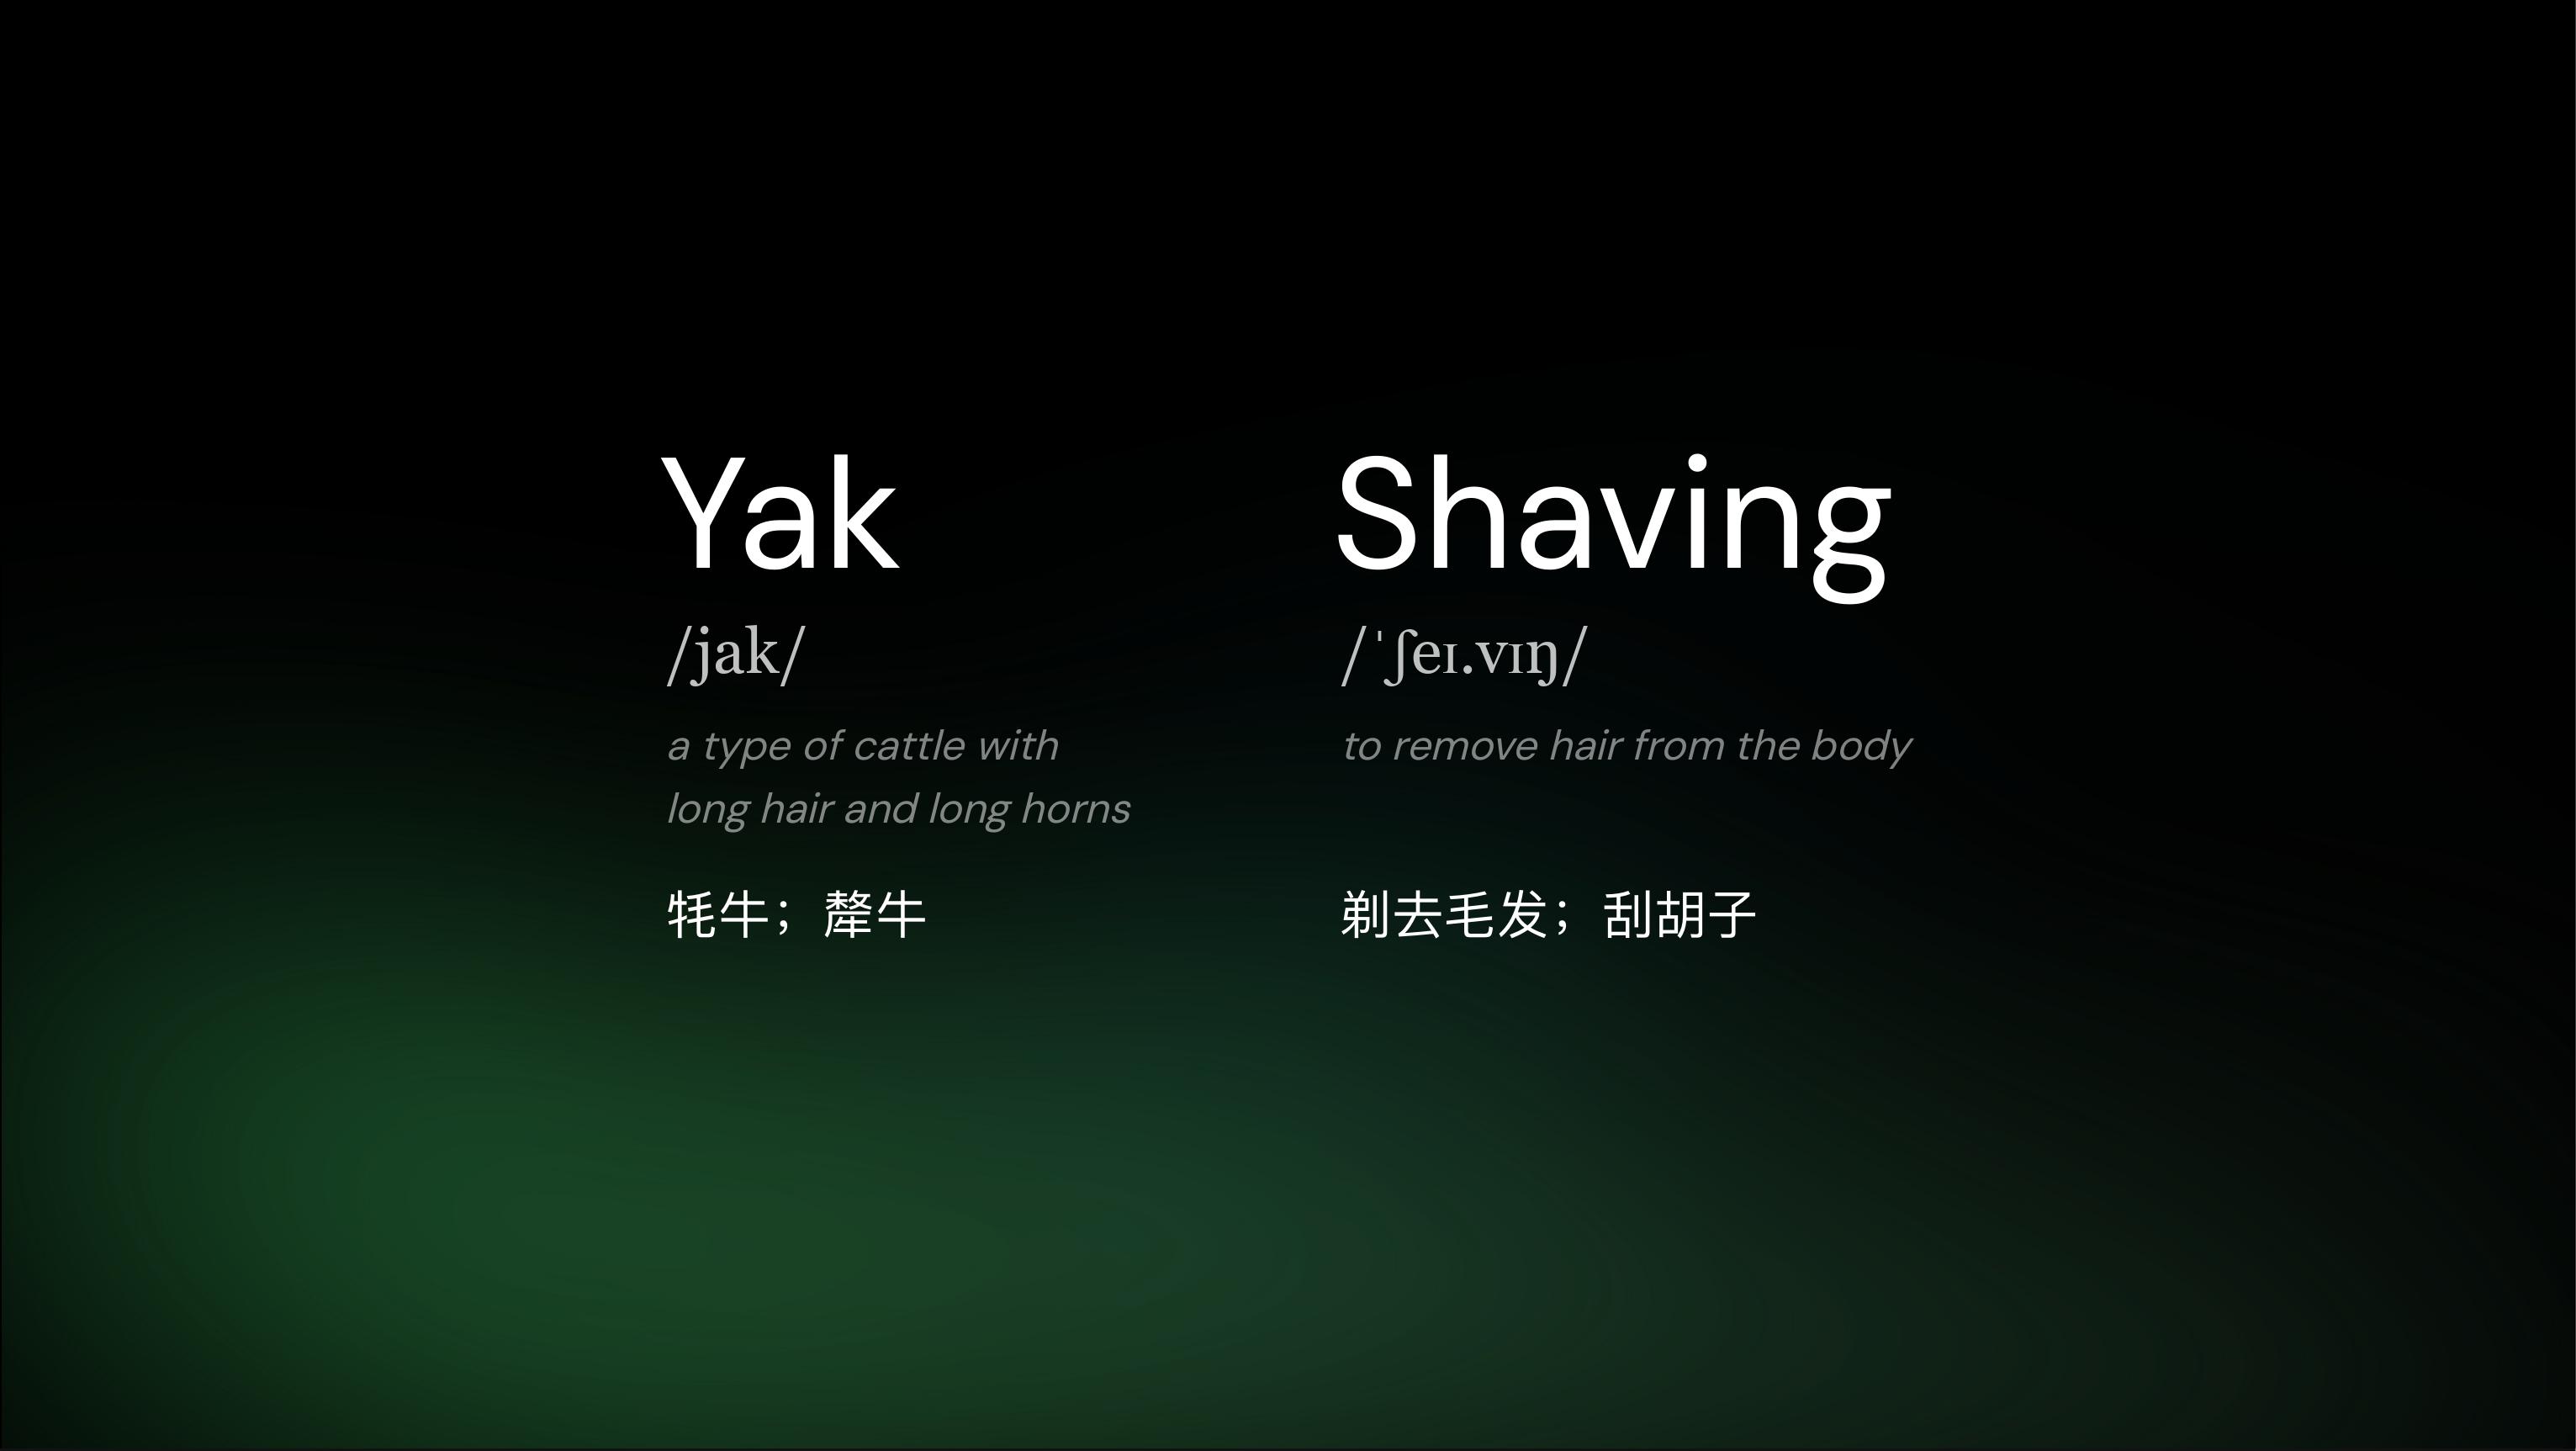 Yak
/jak/
a type of cattle with
long hair and long horns
牦牛；犛牛
Shaving
/ˈʃeɪ.vɪŋ/
to remove hair from the body
剃去毛发；刮胡子